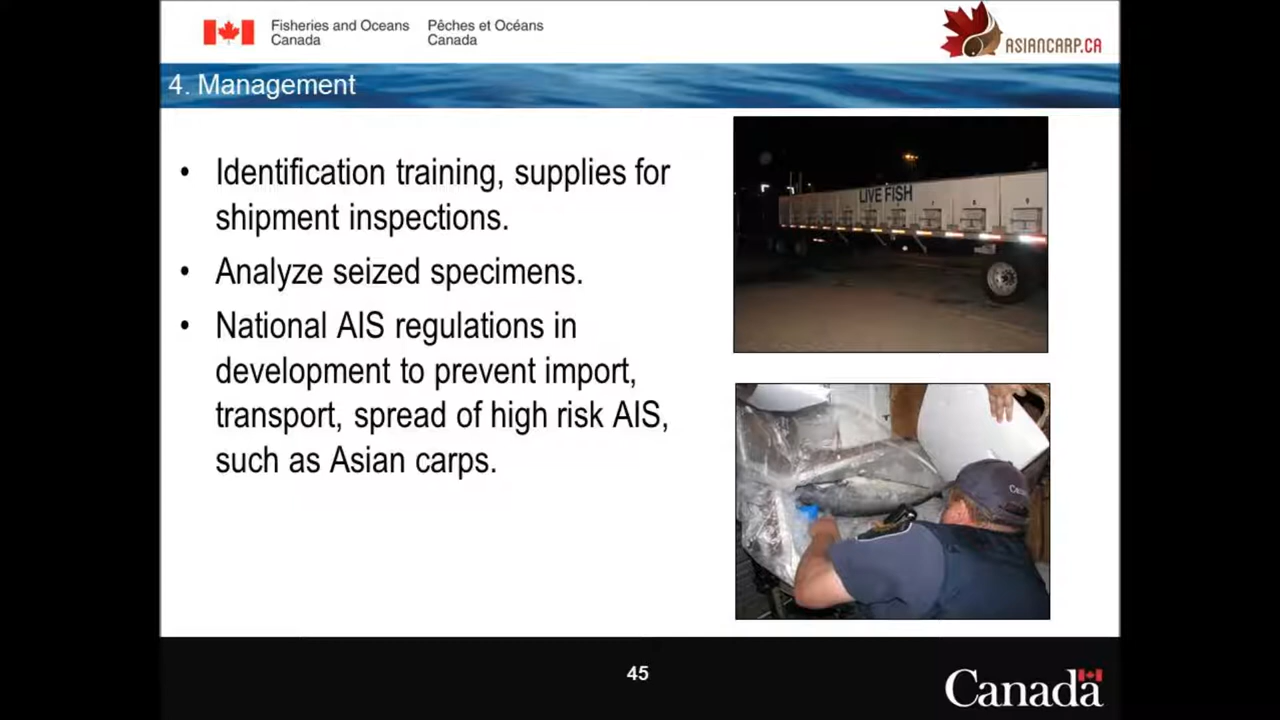 Fisheries and Oceans
Canada
Pêches et Océans
Canada
ASIANCARP.CA
4. Management
• Identification training, supplies for
shipment inspections.
• Analyze seized specimens.
• National AIS regulations in
development to prevent import,
transport, spread of high risk AIS,
such as Asian carps.
LIVE FISH
45
Canada